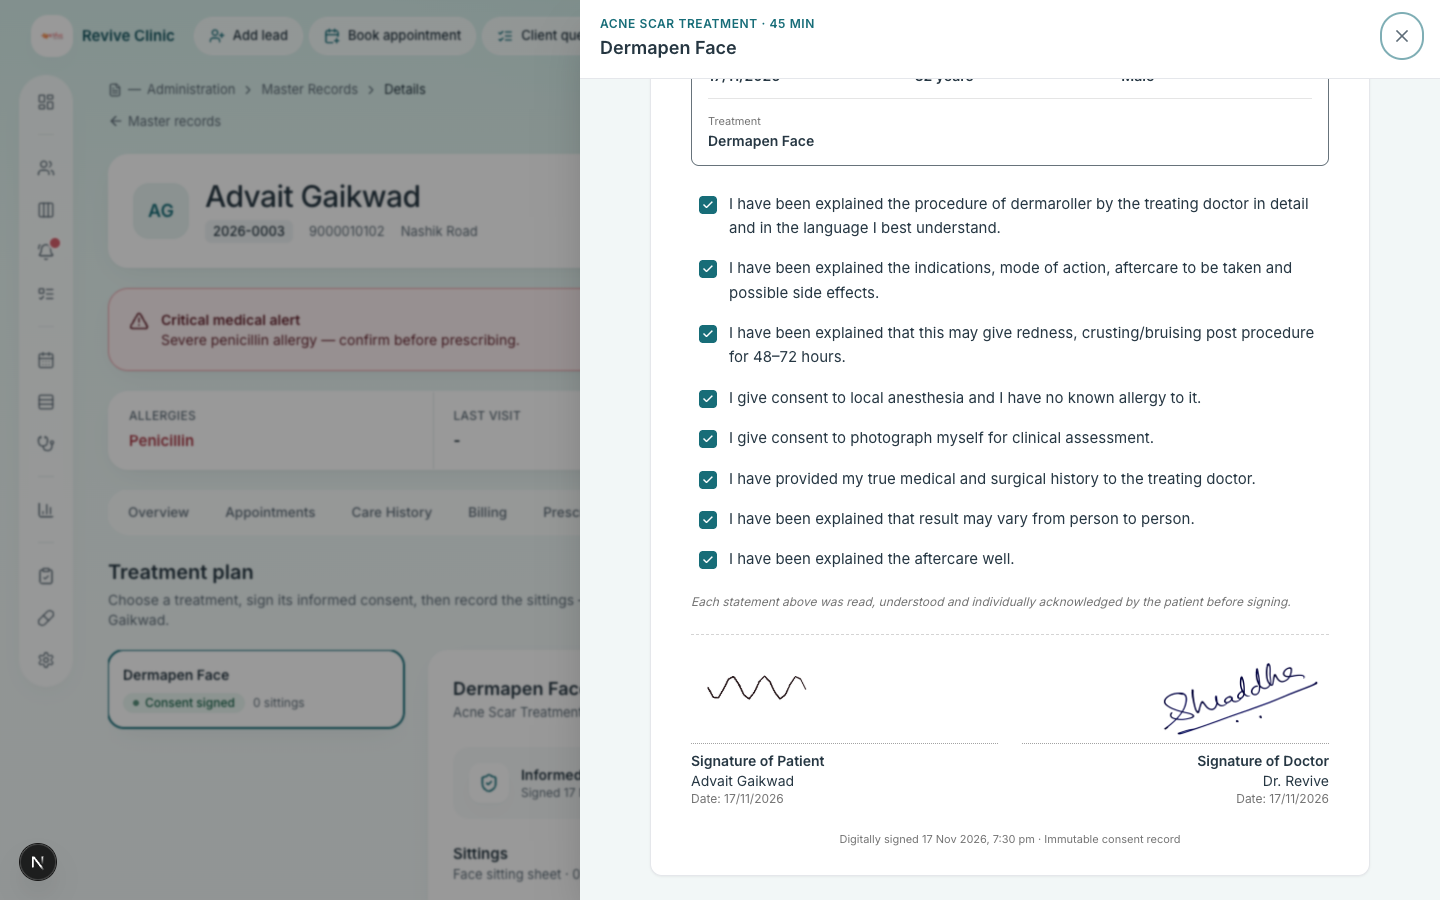 Revive Clinic
Add lead
Book appointment
Client que
— Administration > Master Records > Details
← Master records
AG
Advait Gaikwad
2026-0003 9000010102 Nashik Road
Critical medical alert
Severe penicillin allergy — confirm before prescribing.
ALLERGIES
Penicillin
LAST VISIT
-
Overview Appointments Care History Billing Presc
Treatment plan
Choose a treatment, sign its informed consent, then record the sittings -
Gaikwad.
Dermapen Face
Consent signed 0 sittings
Dermapen Fac
Acne Scar Treatmen
Informed
Signed 17
Sittings
Face sitting sheet · 0
N
ACNE SCAR TREATMENT · 45 MIN
Dermapen Face
17/11/2026 32 years Male
Treatment
Dermapen Face
I have been explained the procedure of dermaroller by the treating doctor in detail
and in the language I best understand.
I have been explained the indications, mode of action, aftercare to be taken and
possible side effects.
I have been explained that this may give redness, crusting/bruising post procedure
for 48–72 hours.
I give consent to local anesthesia and I have no known allergy to it.
I give consent to photograph myself for clinical assessment.
I have provided my true medical and surgical history to the treating doctor.
I have been explained that result may vary from person to person.
I have been explained the aftercare well.
Each statement above was read, understood and individually acknowledged by the patient before signing.
Shraddha
Signature of Patient
Advait Gaikwad
Date: 17/11/2026
Signature of Doctor
Dr. Revive
Date: 17/11/2026
Digitally signed 17 Nov 2026, 7:30 pm · Immutable consent record